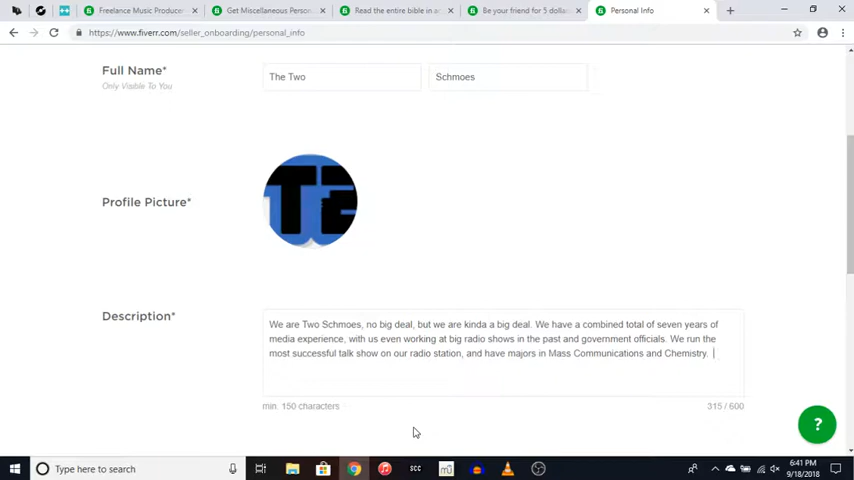 Freelance Music Producer
Get Miscellaneous Person
Read the entire bible in a
Be your friend for 5 dolla
Personal Info
https://www.fiverr.com/seller_onboarding/personal_info
Full Name*
The Two
Schmoes
Only Visible To You
T2
Profile Picture*
Description*
We are Two Schmoes, no big deal, but we are kinda a big deal. We have a combined total of seven years of
media experience, with us even working at big radio shows in the past and government officials. We run the
most successful talk show on our radio station, and have majors in Mass Communications and Chemistry.
min. 150 characters
315 / 600
?
Type here to search
SCC
6:41 PM
9/18/2018